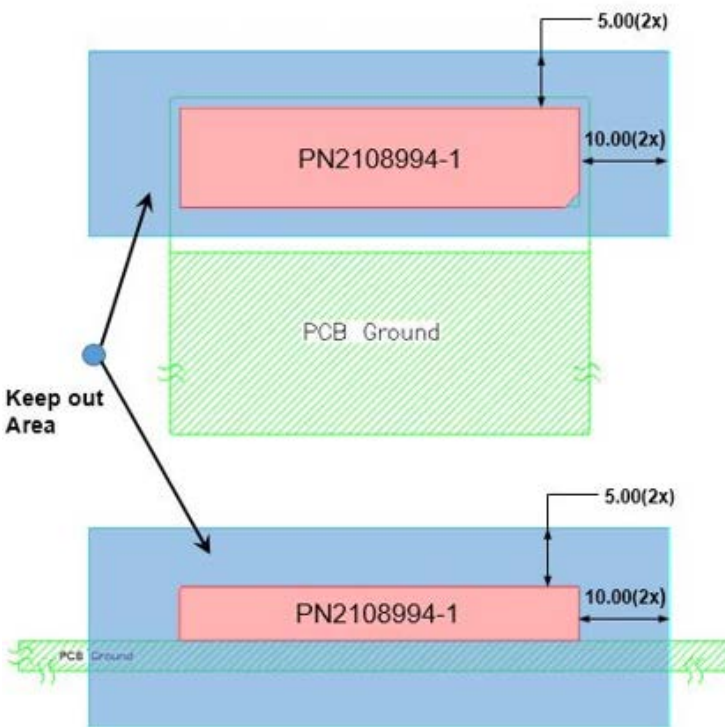 5.00(2x)
10.00(2x)
PN2108994-1
PCB Ground
Keep out
Area
5.00(2x)
10.00(2x)
PN2108994-1
PCB Ground